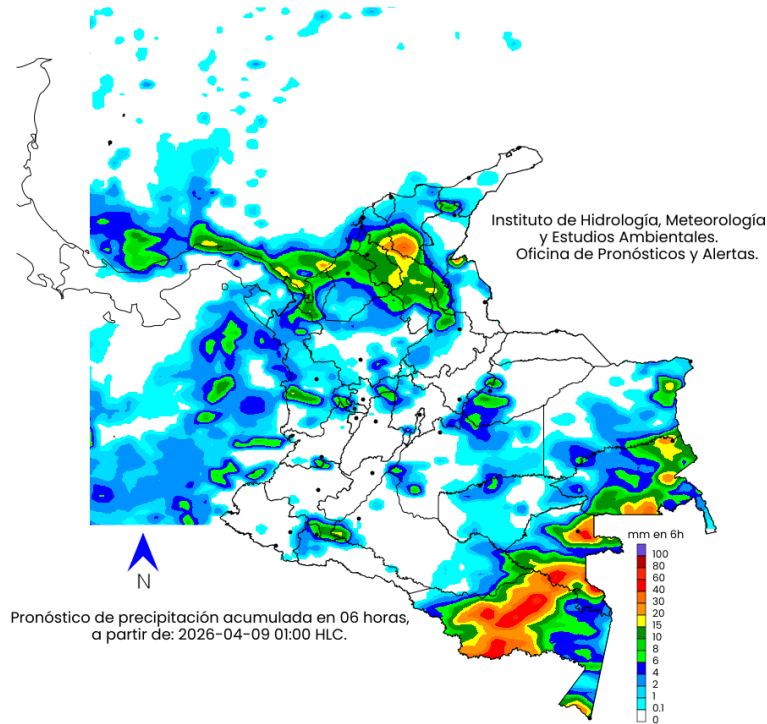 Instituto de Hidrología, Meteorología
y Estudios Ambientales.
Oficina de Pronósticos y Alertas.
mm en 6h
100
80
60
40
30
20
15
10
8
6
4
2
1
0.1
0
N
Pronóstico de precipitación acumulada en 06 horas,
a partir de: 2026-04-09 01:00 HLC.